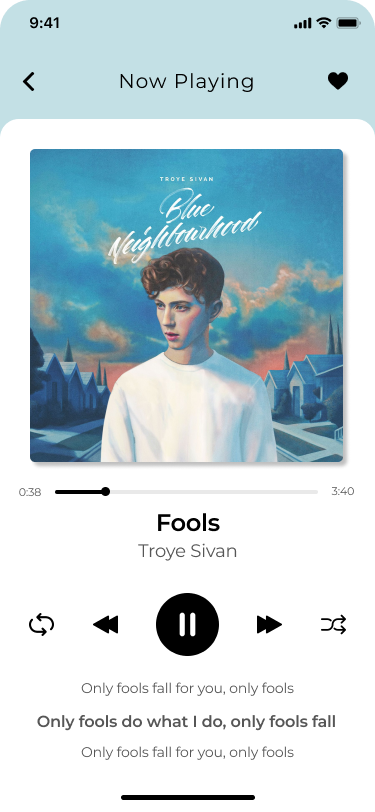 9:41
Now Playing
TROYE SIVAN
Blue
Neighbourhood
0:38
3:40
Fools
Troye Sivan
Only fools fall for you, only fools
Only fools do what I do, only fools fall
Only fools fall for you, only fools